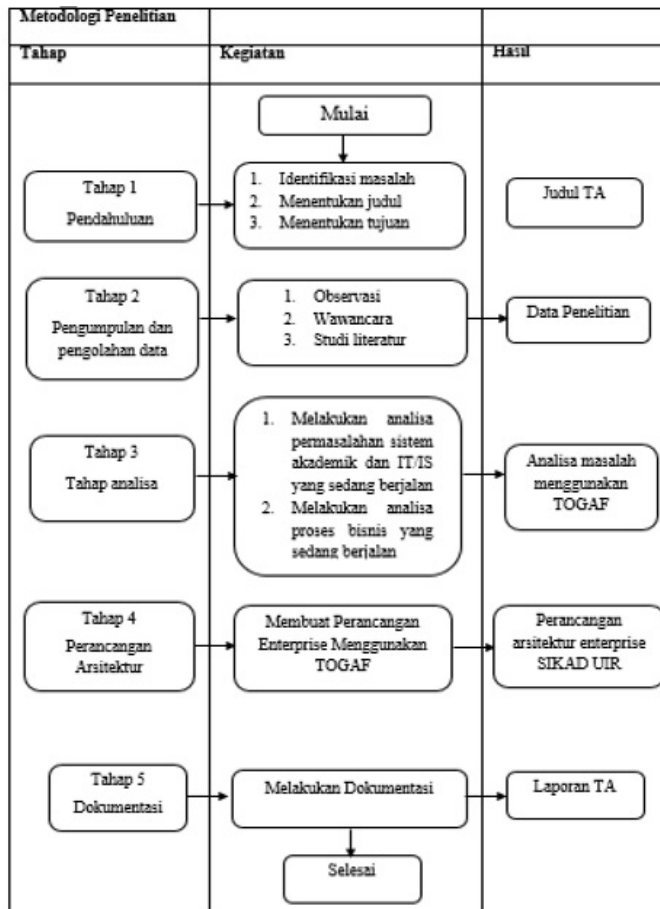 Metodologi Penelitian
Tahap
Kegiatan
Hasil
Mulai
Tahap 1
Pendahuluan
1. Identifikasi masalah
2. Menentukan judul
3. Menentukan tujuan
Judul TA
Tahap 2
Pengumpulan dan
pengolahan data
1. Observasi
2. Wawancara
3. Studi literatur
Data Penelitian
Tahap 3
Tahap analisa
1. Melakukan analisa
permasalahan sistem
akademik dan IT/IS
yang sedang berjalan
2. Melakukan analisa
proses bisnis yang
sedang berjalan
Analisa masalah
menggunakan
TOGAF
Tahap 4
Perancangan
Arsitektur
Membuat Perancangan
Enterprise Menggunakan
TOGAF
Perancangan
arsitektur enterprise
SIKAD UIR
Tahap 5
Dokumentasi
Melakukan Dokumentasi
Laporan TA
Selesai